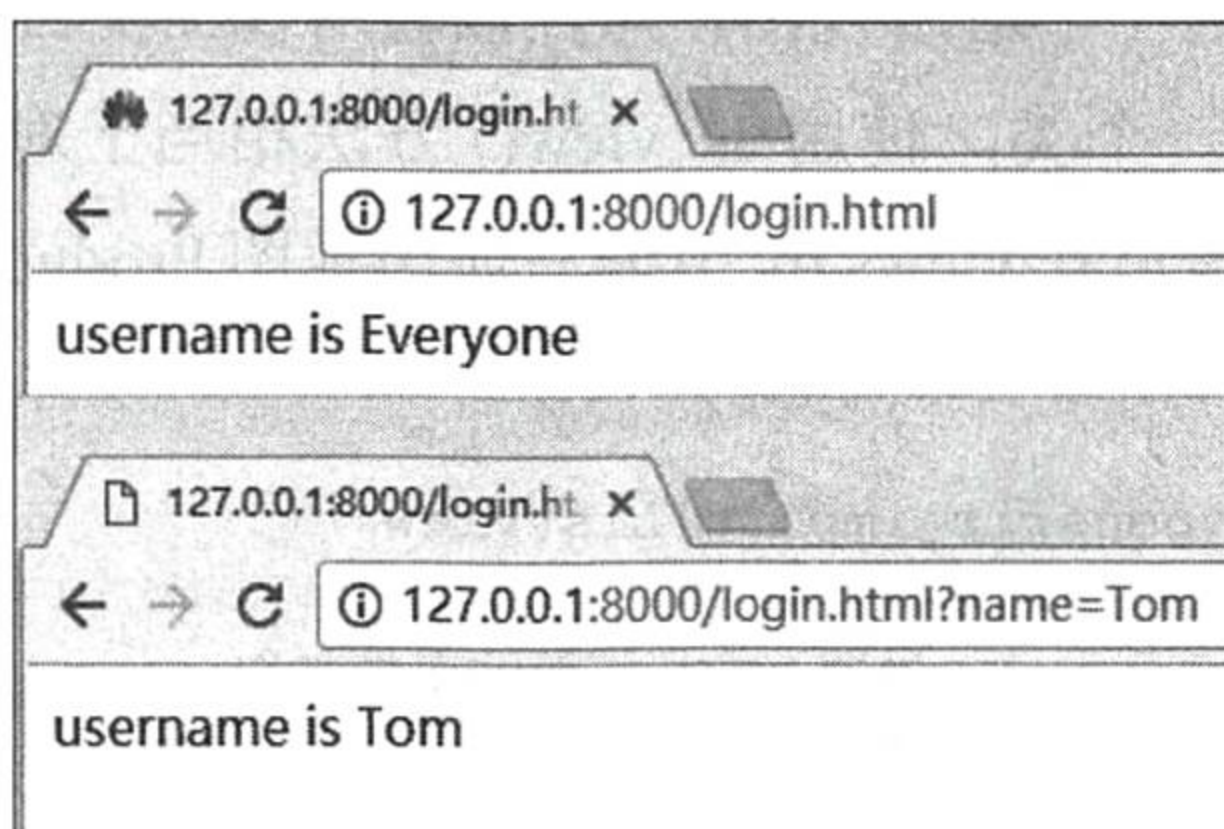 127.0.0.1:8000/login.ht
127.0.0.1:8000/login.html
username is Everyone
127.0.0.1:8000/login.ht
127.0.0.1:8000/login.html?name=Tom
username is Tom